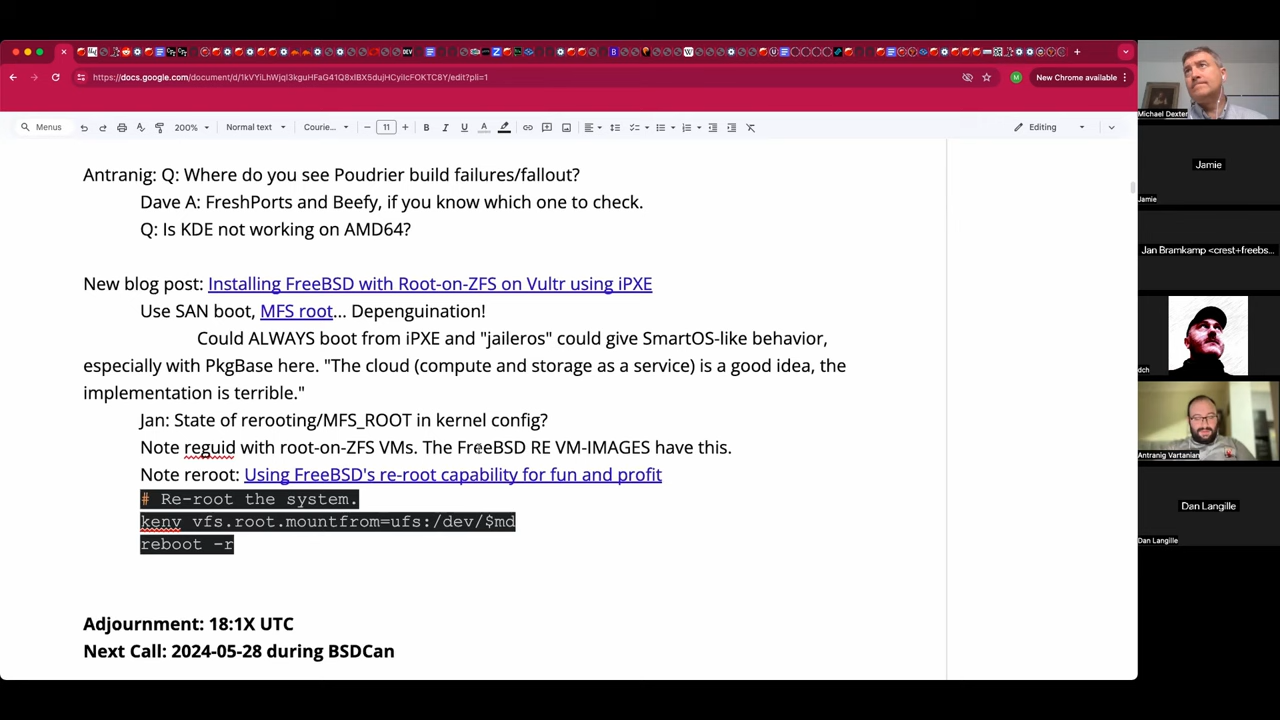 https://docs.google.com/document/d/1kVYiLhWjqI3kguHFaG41Q8xIBX5dujHCyiIcFOKTC8Y/edit?pli=1
New Chrome available
Menus
200%
Normal text
Courie...
11
Editing
Antranig: Q: Where do you see Poudrier build failures/fallout?
Dave A: FreshPorts and Beefy, if you know which one to check.
Q: Is KDE not working on AMD64?
New blog post: Installing FreeBSD with Root-on-ZFS on Vultr using iPXE
Use SAN boot, MFS root... Depenguination!
Could ALWAYS boot from iPXE and "jaileros" could give SmartOS-like behavior,
especially with PkgBase here. "The cloud (compute and storage as a service) is a good idea, the
implementation is terrible."
Jan: State of rerooting/MFS_ROOT in kernel config?
Note reguid with root-on-ZFS VMs. The FreeBSD RE VM-IMAGES have this.
Note reroot: Using FreeBSD's re-root capability for fun and profit
# Re-root the system.
kenv vfs.root.mountfrom=ufs:/dev/$md
reboot -r
Adjournment: 18:1X UTC
Next Call: 2024-05-28 during BSDCan
Michael Dexter
Jamie
Jamie
Jan Bramkamp <crest+freebs...
dch
Antranig Vartanian
Dan Langille
Dan Langille